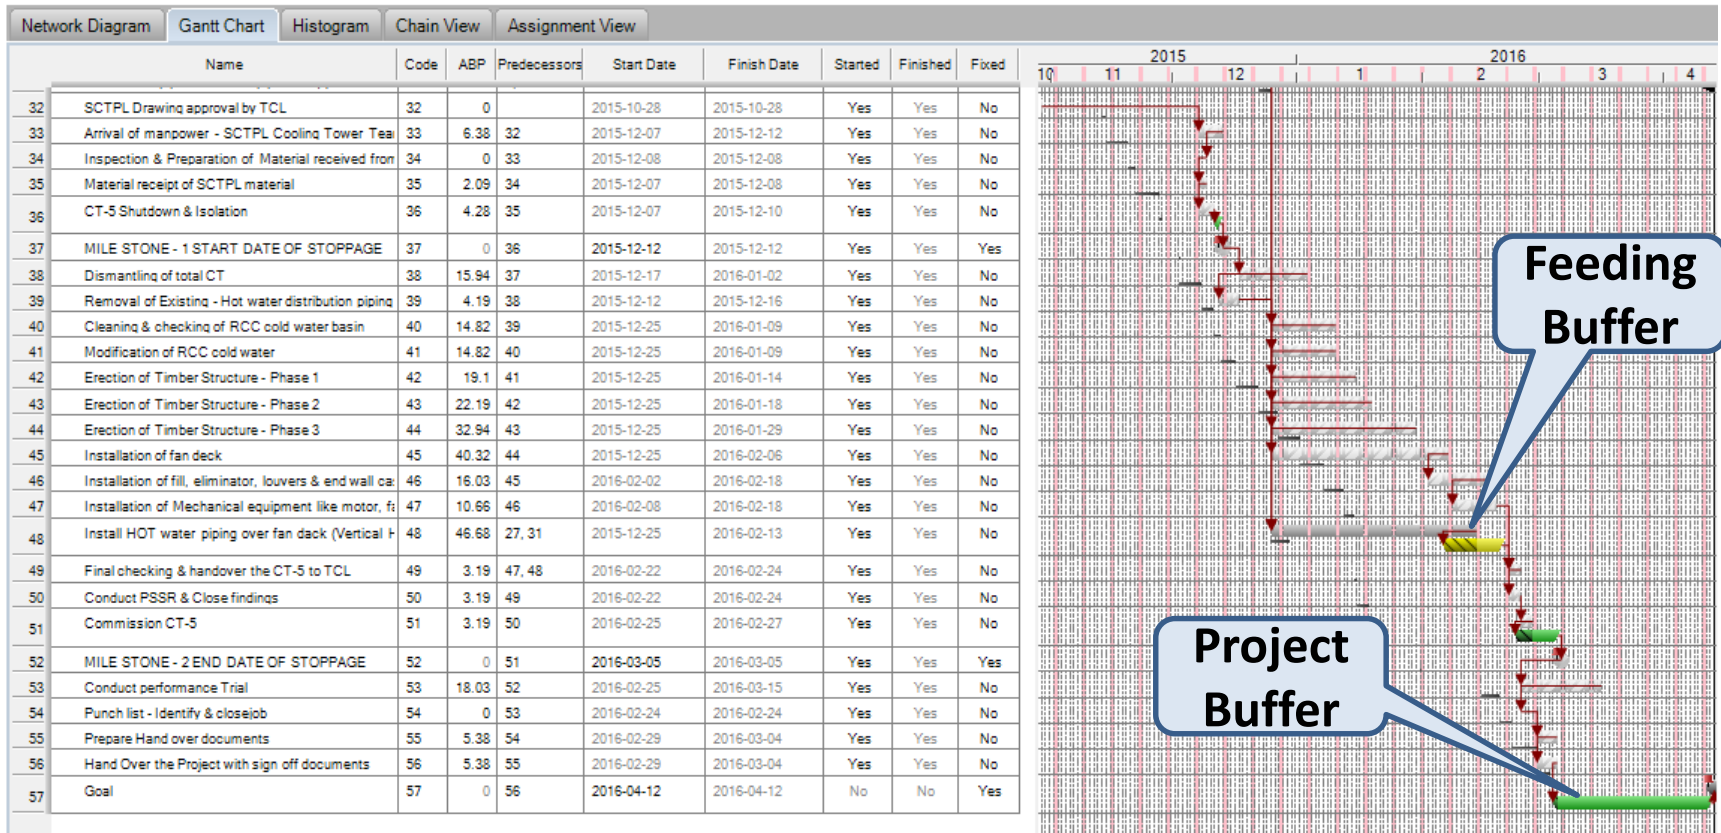 Network Diagram Gantt Chart Histogram Chain View Assignment View
Name Code ABP Predecessors Start Date Finish Date Started Finished Fixed
2015 2016
10 11 12 1 2 3 4
32 SCTPL Drawing approval by TCL 32 0 2015-10-28 2015-10-28 Yes Yes No
33 Arrival of manpower - SCTPL Cooling Tower Tea 33 6.38 32 2015-12-07 2015-12-12 Yes Yes No
34 Inspection & Preparation of Material received from 34 0 33 2015-12-08 2015-12-08 Yes Yes No
35 Material receipt of SCTPL material 35 2.09 34 2015-12-07 2015-12-08 Yes Yes No
36 CT-5 Shutdown & Isolation 36 4.28 35 2015-12-07 2015-12-10 Yes Yes No
37 MILE STONE - 1 START DATE OF STOPPAGE 37 0 36 2015-12-12 2015-12-12 Yes Yes Yes
38 Dismantling of total CT 38 15.94 37 2015-12-17 2016-01-02 Yes Yes No
39 Removal of Existing - Hot water distribution piping 39 4.19 38 2015-12-12 2015-12-16 Yes Yes No
40 Cleaning & checking of RCC cold water basin 40 14.82 39 2015-12-25 2016-01-09 Yes Yes No
41 Modification of RCC cold water 41 14.82 40 2015-12-25 2016-01-09 Yes Yes No
42 Erection of Timber Structure - Phase 1 42 19.1 41 2015-12-25 2016-01-14 Yes Yes No
43 Erection of Timber Structure - Phase 2 43 22.19 42 2015-12-25 2016-01-18 Yes Yes No
44 Erection of Timber Structure - Phase 3 44 32.94 43 2015-12-25 2016-01-29 Yes Yes No
45 Installation of fan deck 45 40.32 44 2015-12-25 2016-02-06 Yes Yes No
46 Installation of fill, eliminator, louvers & end wall ca 46 16.03 45 2016-02-02 2016-02-18 Yes Yes No
47 Installation of Mechanical equipment like motor, fa 47 10.66 46 2016-02-08 2016-02-18 Yes Yes No
48 Install HOT water piping over fan dack (Vertical H 48 46.68 27, 31 2015-12-25 2016-02-13 Yes Yes No
49 Final checking & handover the CT-5 to TCL 49 3.19 47, 48 2016-02-22 2016-02-24 Yes Yes No
50 Conduct PSSR & Close findings 50 3.19 49 2016-02-22 2016-02-24 Yes Yes No
51 Commission CT-5 51 3.19 50 2016-02-25 2016-02-27 Yes Yes No
52 MILE STONE - 2 END DATE OF STOPPAGE 52 0 51 2016-03-05 2016-03-05 Yes Yes Yes
53 Conduct performance Trial 53 18.03 52 2016-02-25 2016-03-15 Yes Yes No
54 Punch list - Identify & closejob 54 0 53 2016-02-24 2016-02-24 Yes Yes No
55 Prepare Hand over documents 55 5.38 54 2016-02-29 2016-03-04 Yes Yes No
56 Hand Over the Project with sign off documents 56 5.38 55 2016-02-29 2016-03-04 Yes Yes No
57 Goal 57 0 56 2016-04-12 2016-04-12 No No Yes
Feeding
Buffer
Project
Buffer